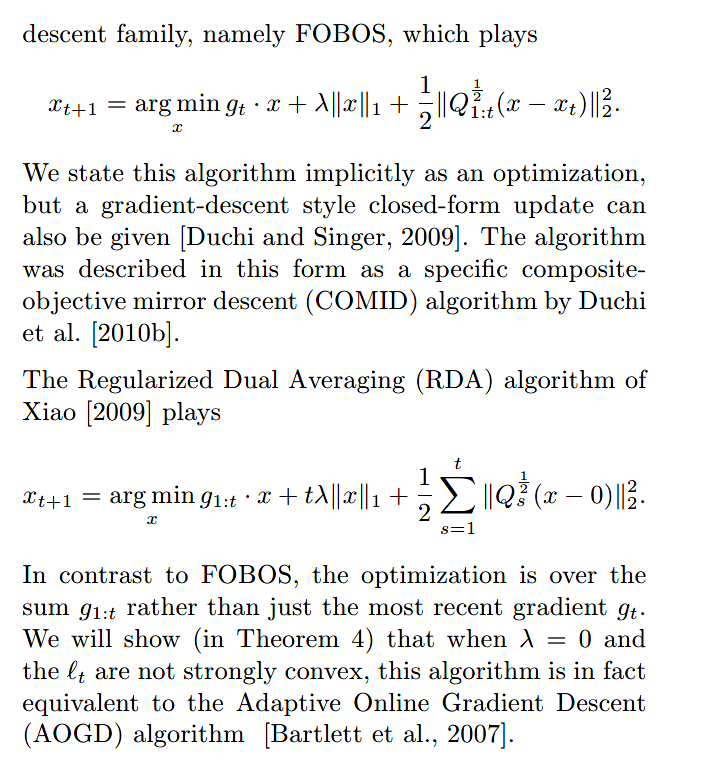 descent family, namely FOBOS, which plays
x_{t+1} = arg min_x g_t · x + λ‖x‖_1 + \frac{1}{2}‖Q_{1:t}^{\frac{1}{2}}(x − x_t)‖_2^2.
We state this algorithm implicitly as an optimization,
but a gradient-descent style closed-form update can
also be given [Duchi and Singer, 2009]. The algorithm
was described in this form as a specific composite-
objective mirror descent (COMID) algorithm by Duchi
et al. [2010b].
The Regularized Dual Averaging (RDA) algorithm of
Xiao [2009] plays
x_{t+1} = arg min_x g_{1:t} · x + tλ‖x‖_1 + \frac{1}{2} \sum_{s=1}^{t} ‖Q_s^{\frac{1}{2}}(x − 0)‖_2^2.
In contrast to FOBOS, the optimization is over the
sum g_{1:t} rather than just the most recent gradient g_t.
We will show (in Theorem 4) that when λ = 0 and
the ℓ_t are not strongly convex, this algorithm is in fact
equivalent to the Adaptive Online Gradient Descent
(AOGD) algorithm [Bartlett et al., 2007].